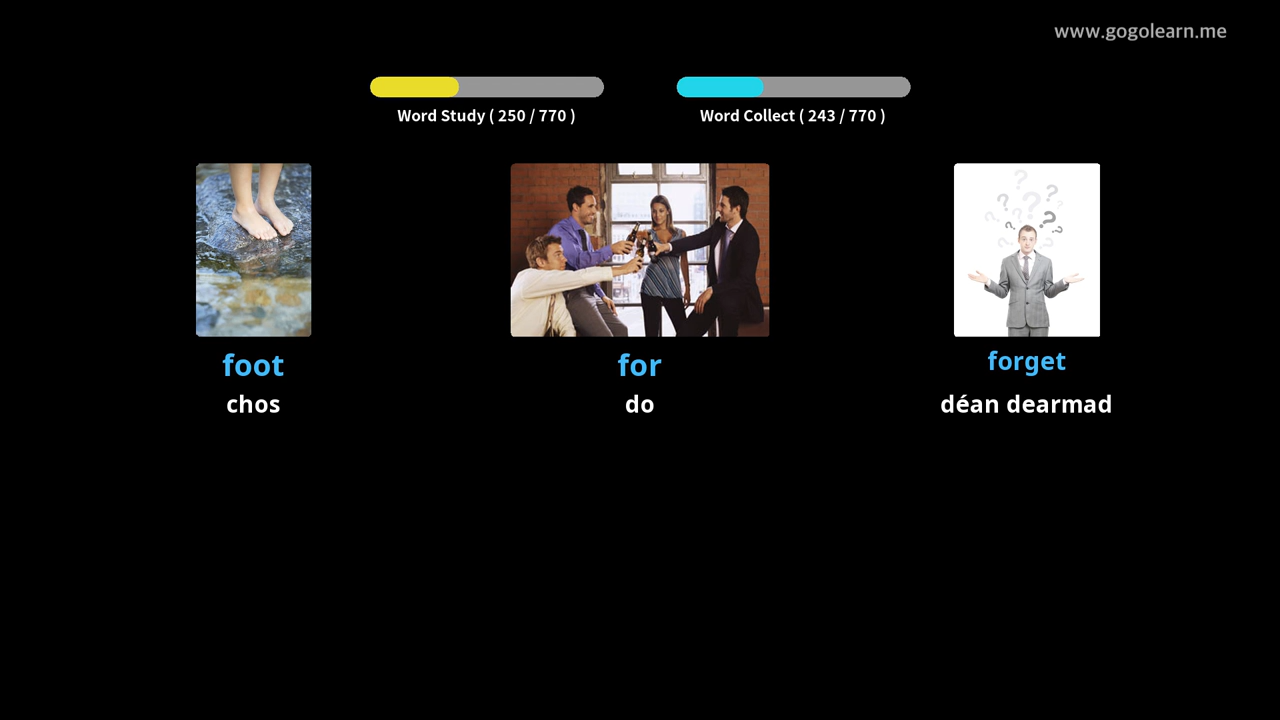 www.gogolearn.me
Word Study ( 250 / 770 )
Word Collect ( 243 / 770 )
foot
chos
for
do
forget
déan dearmad